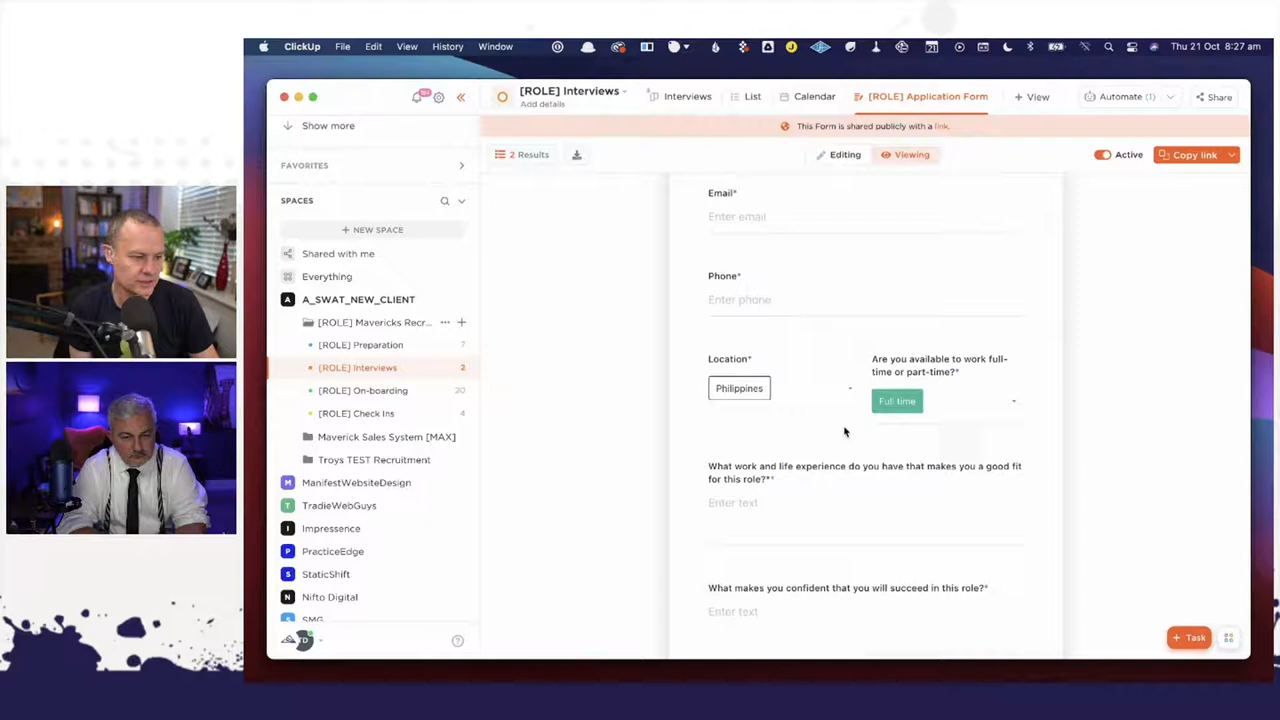 ClickUp File Edit View History Window Thu 21 Oct 8:27 am
[ROLE] Interviews
Add details
Interviews
List
Calendar
[ROLE] Application Form
+ View
Automate (1)
Share
Show more
This Form is shared publicly with a link.
FAVORITES
2 Results
Editing
Viewing
Active
Copy link
SPACES
+ NEW SPACE
Shared with me
Everything
A A_SWAT_NEW_CLIENT
[ROLE] Mavericks Recr... ... +
[ROLE] Preparation 7
[ROLE] Interviews 2
[ROLE] On-boarding 20
[ROLE] Check Ins 4
Maverick Sales System [MAX]
Troys TEST Recruitment
M ManifestWebsiteDesign
T TradieWebGuys
I Impressence
P PracticeEdge
S StaticShift
N Nifto Digital
S SMG
TD
Email*
Enter email
Phone*
Enter phone
Location*
Philippines
Are you available to work full-
time or part-time?*
Full time
What work and life experience do you have that makes you a good fit
for this role?**
Enter text
What makes you confident that you will succeed in this role?*
Enter text
+ Task